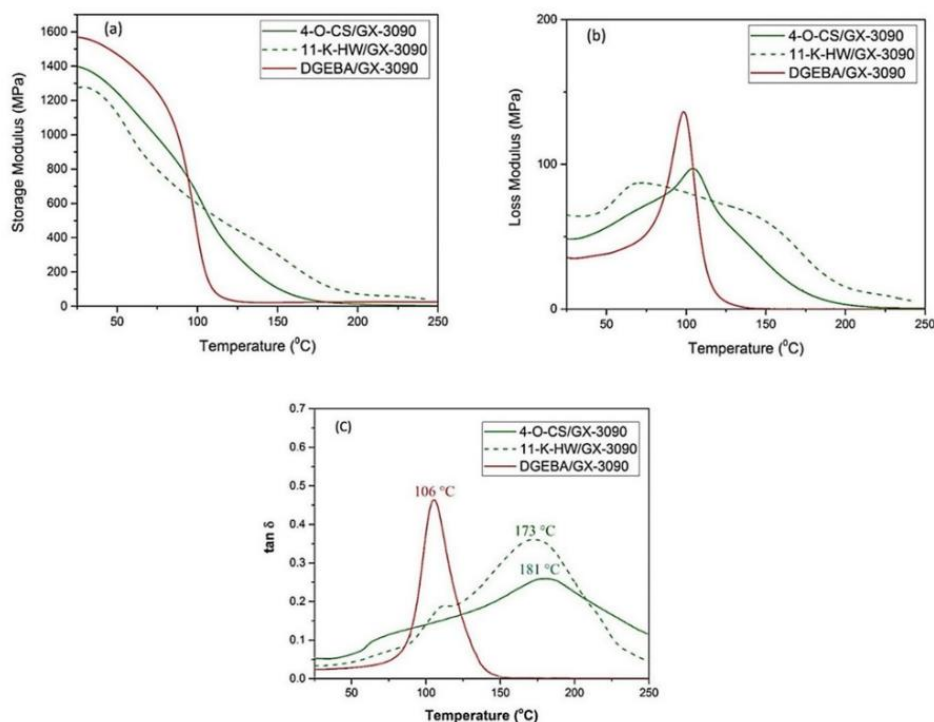 (a)
4-O-CS/GX-3090
11-K-HW/GX-3090
DGEBA/GX-3090
Storage Modulus (MPa)
1600
1400
1200
1000
800
600
400
200
0
50 100 150 200 250
Temperature (⁰C)
(b)
4-O-CS/GX-3090
11-K-HW/GX-3090
DGEBA/GX-3090
Loss Modulus (MPa)
200
100
0
50 100 150 200 250
Temperature (⁰C)
(C)
4-O-CS/GX-3090
11-K-HW/GX-3090
DGEBA/GX-3090
tan δ
0.7
0.6
0.5
0.4
0.3
0.2
0.1
0.0
106 °C
173 °C
181 °C
50 100 150 200 250
Temperature (⁰C)